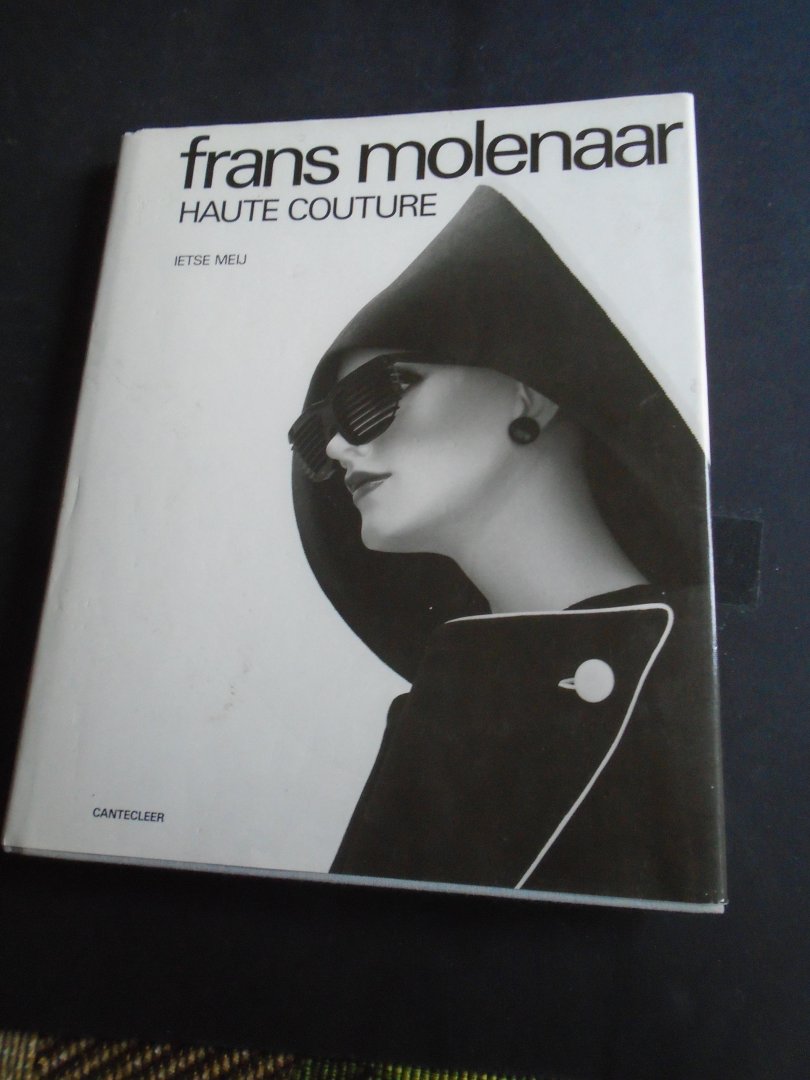 frans molenaar
HAUTE COUTURE
IETSE MEIJ
CANTECLEER